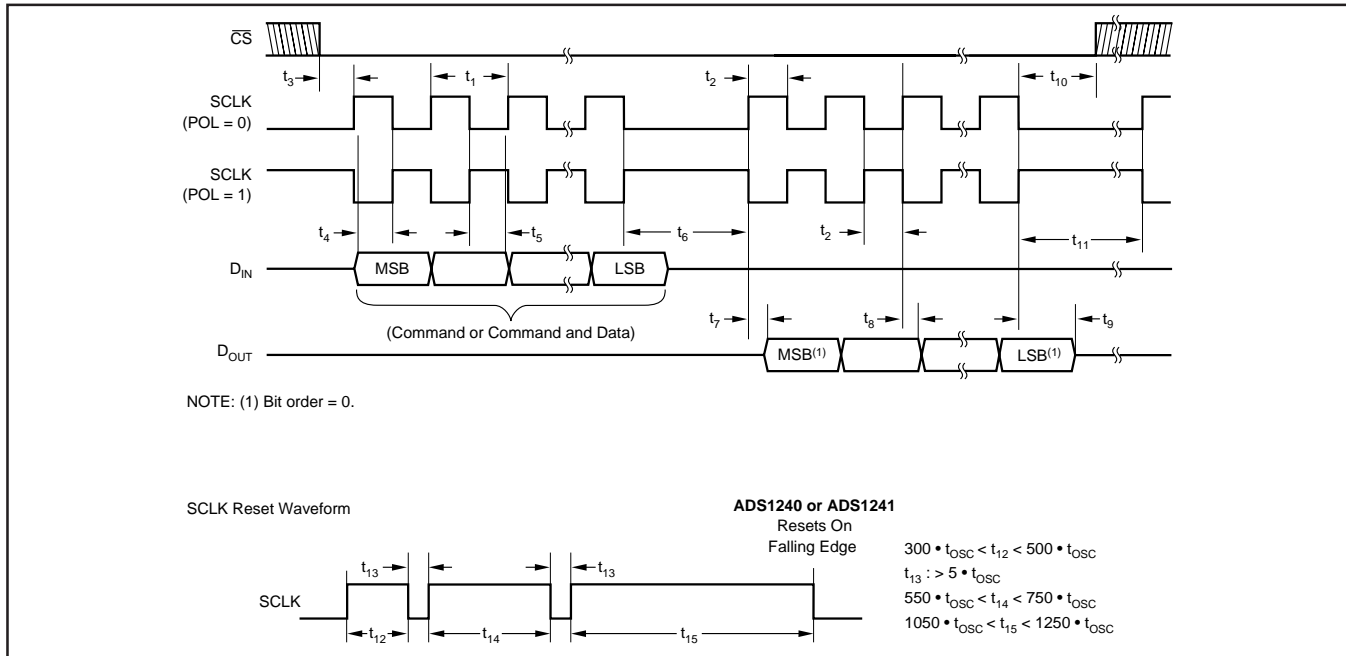 CS
t3
t1
t2
t10
SCLK
(POL = 0)
SCLK
(POL = 1)
t4
t5
t6
t2
t11
DIN
MSB
LSB
(Command or Command and Data)
t7
t8
t9
DOUT
MSB(1)
LSB(1)
NOTE: (1) Bit order = 0.
SCLK Reset Waveform
ADS1240 or ADS1241
Resets On
Falling Edge
300 • tOSC < t12 < 500 • tOSC
t13 : > 5 • tOSC
550 • tOSC < t14 < 750 • tOSC
1050 • tOSC < t15 < 1250 • tOSC
t13
t13
SCLK
t12
t14
t15